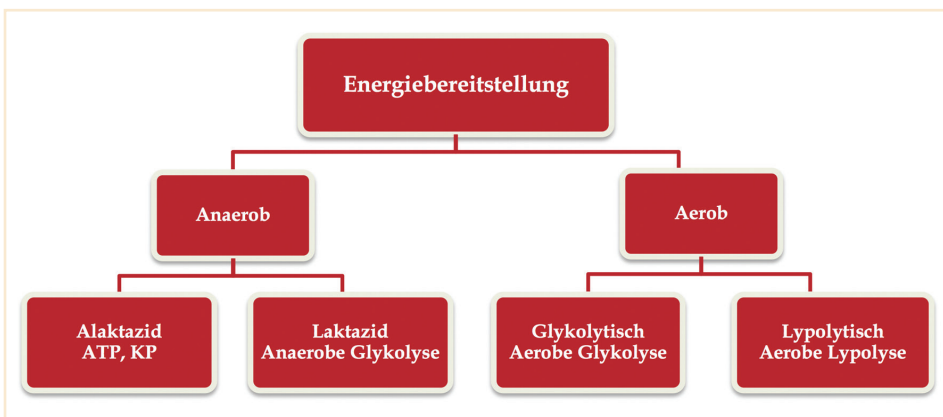 Energiebereitstellung
Anaerob
Aerob
Alaktazid
ATP, KP
Laktazid
Anaerobe Glykolyse
Glykolytisch
Aerobe Glykolyse
Lypolytisch
Aerobe Lypolyse